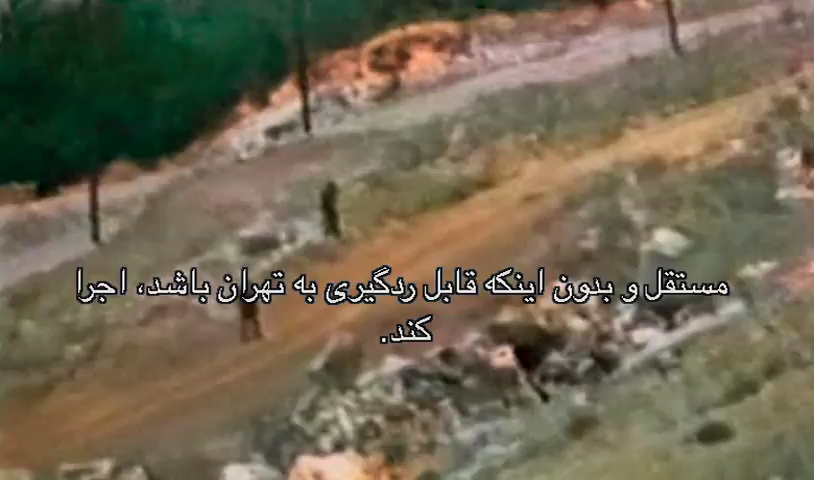 مستقل و بدون اینکه قابل ردگیری به تهران باشد، اجرا
کند.